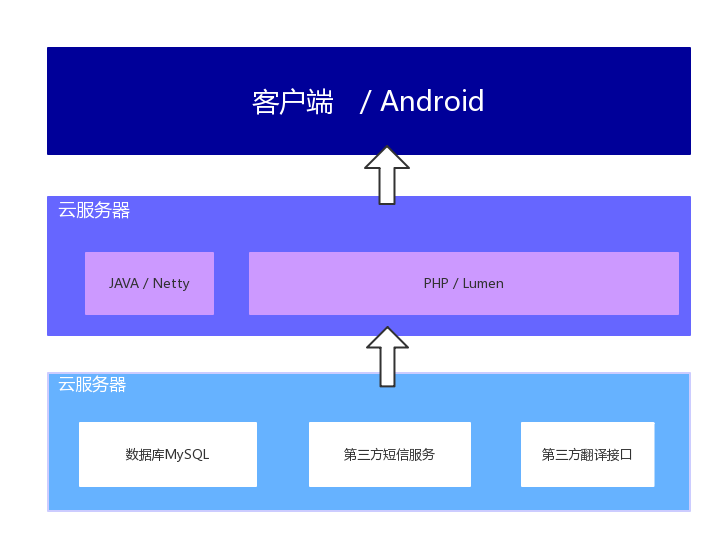 客户端 / Android
云服务器
JAVA / Netty
PHP / Lumen
云服务器
数据库MySQL
第三方短信服务
第三方翻译接口